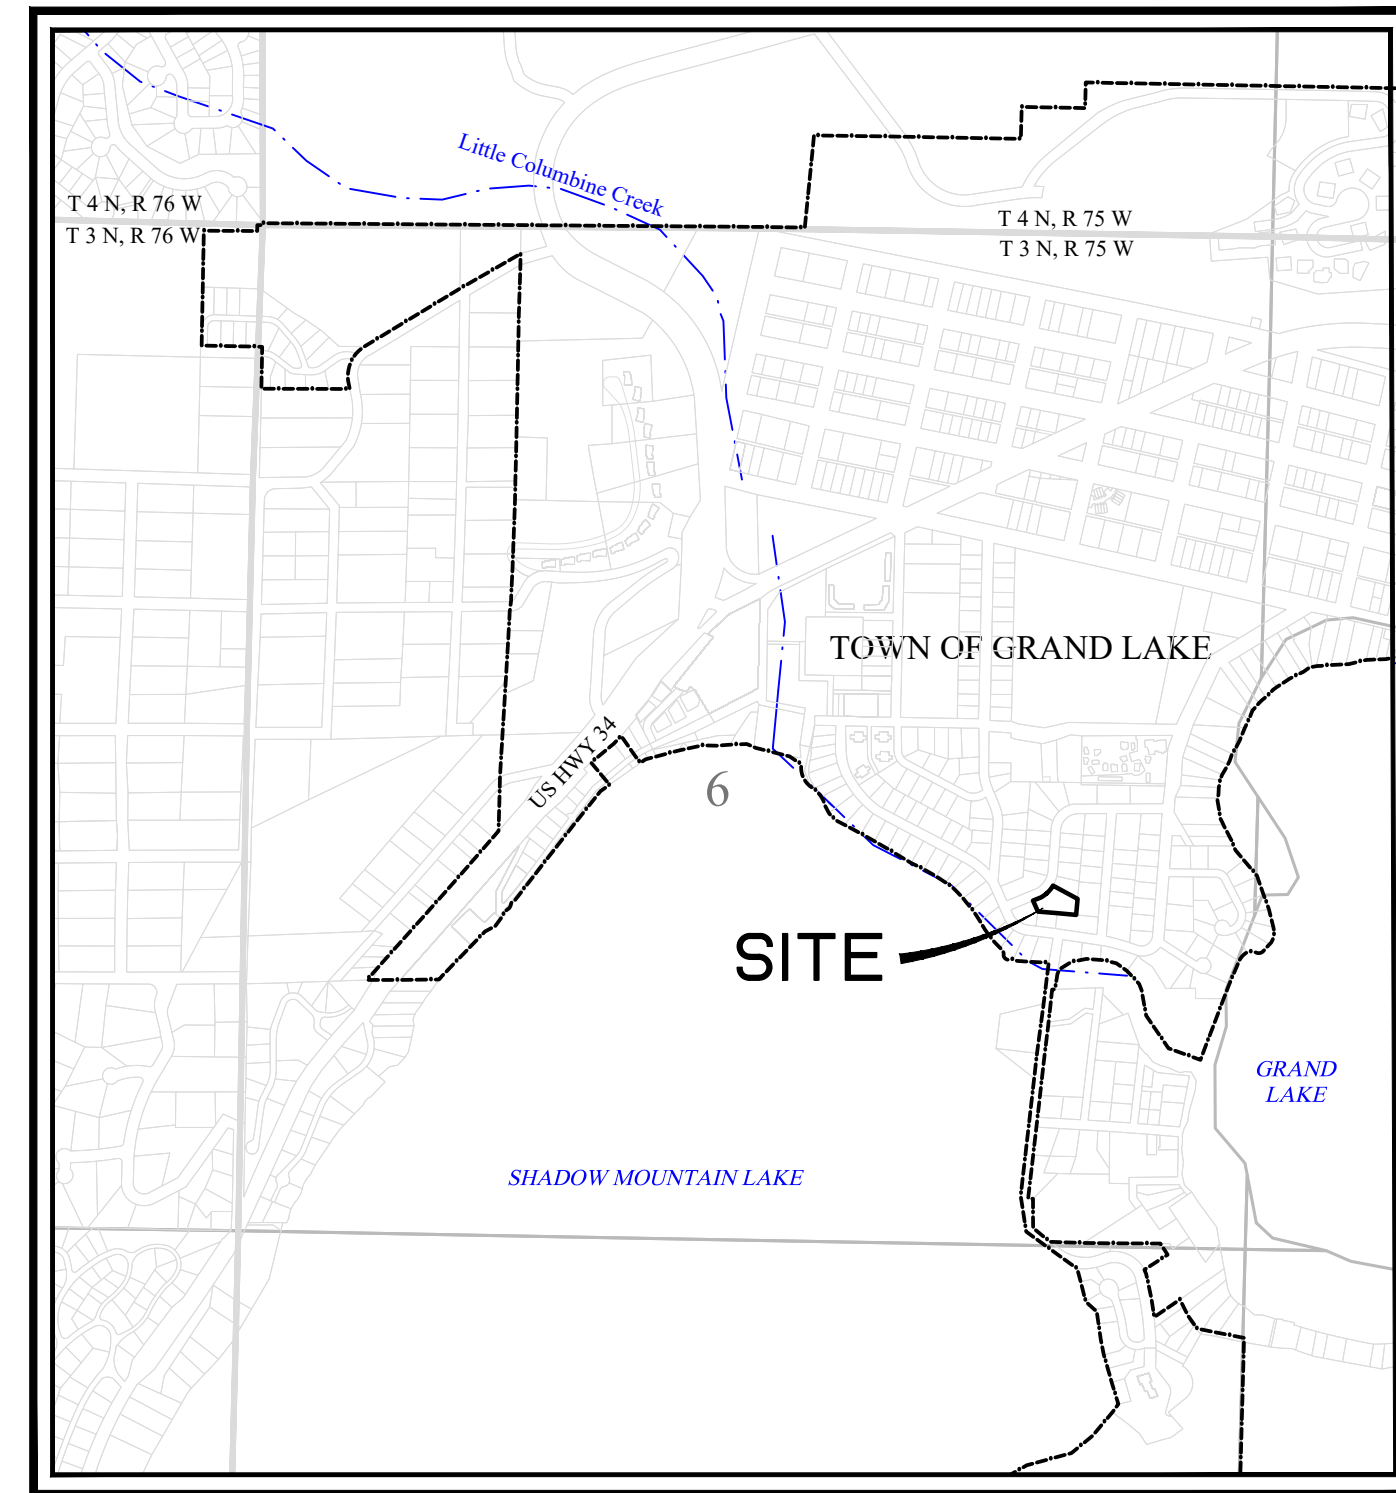 Little Columbine Creek
T 4 N, R 76 W
T 3 N, R 76 W
T 4 N, R 75 W
T 3 N, R 75 W
TOWN OF GRAND LAKE
US HWY 34
6
SITE
GRAND
LAKE
SHADOW MOUNTAIN LAKE